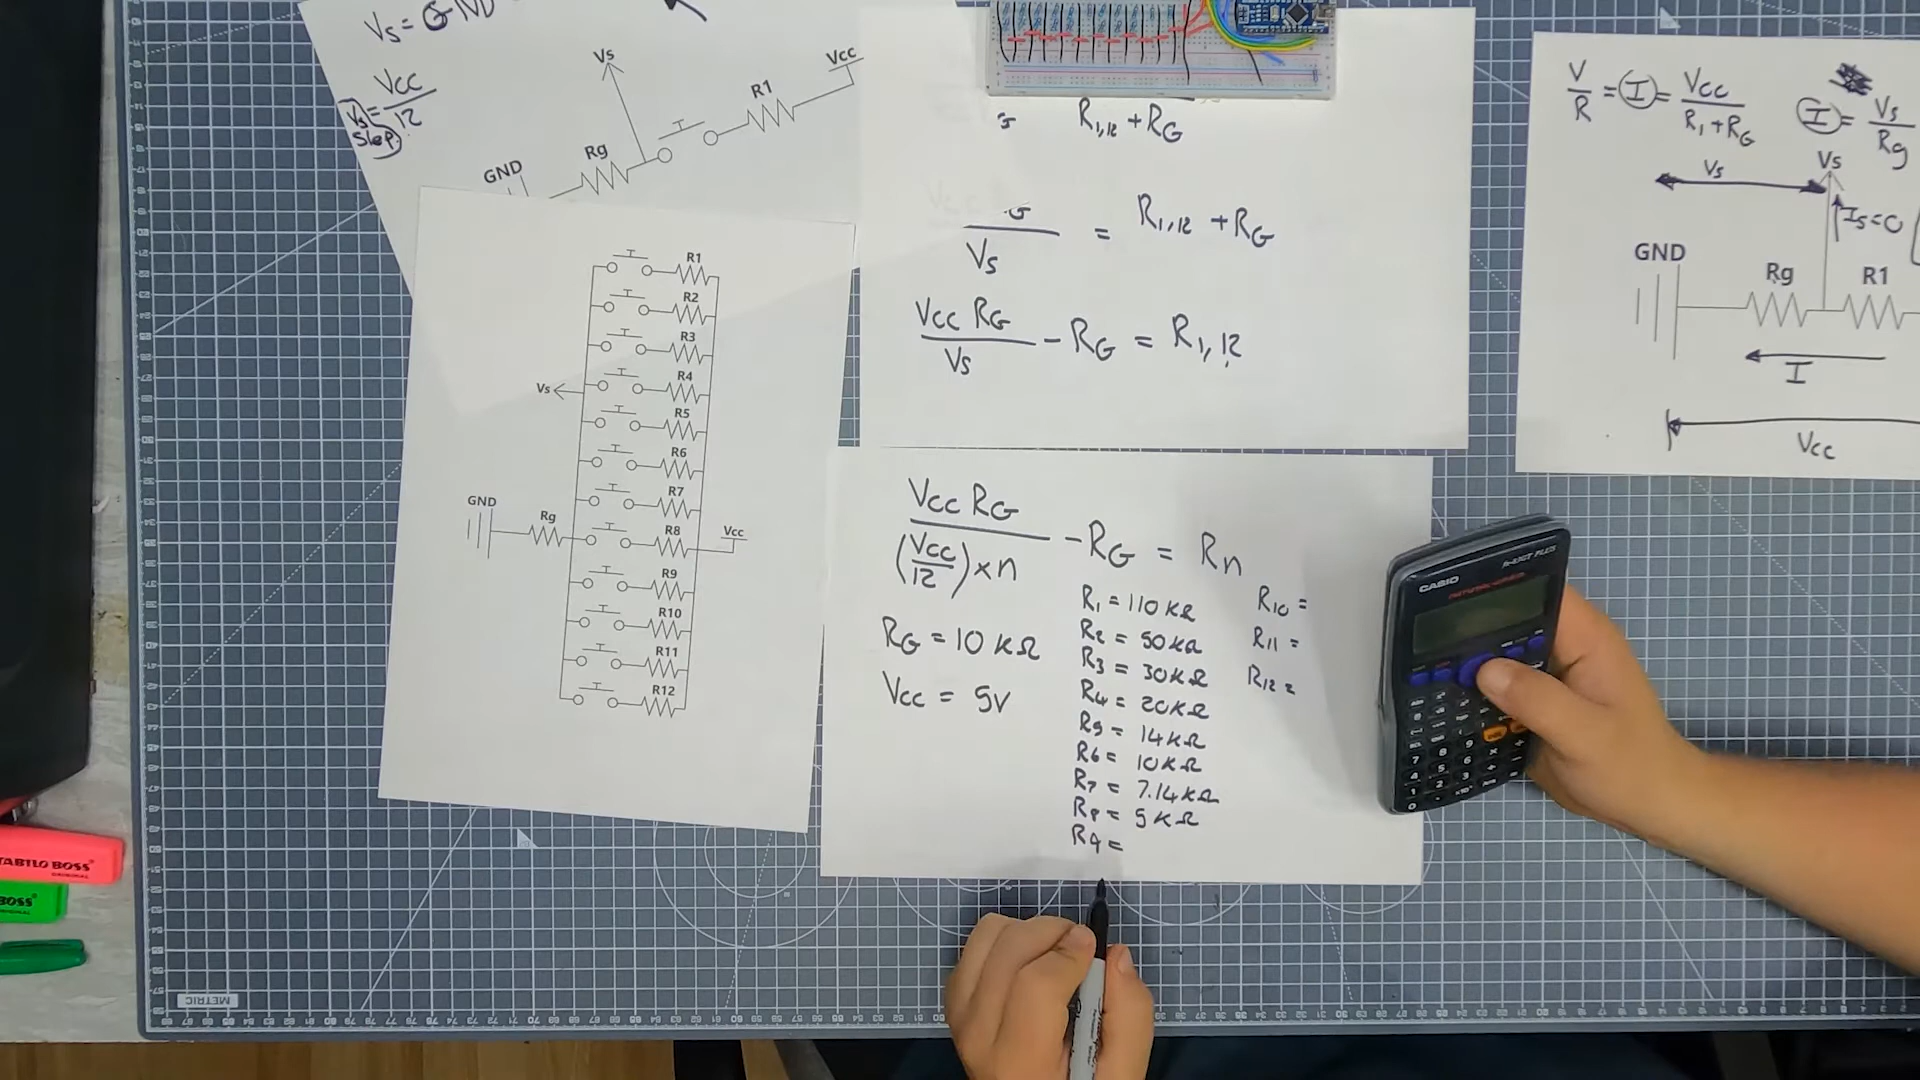 Vs = GND
Vs step = Vcc / 12
Vs
Vcc
R1
Rg
GND
R1
R2
R3
R4
R5
R6
R7
R8
R9
R10
R11
R12
Vs
GND
Rg
Vcc
R1,12 + RG
G / Vs = R1,12 + RG
Vcc RG / Vs - RG = R1,12
Vcc RG / (Vcc/12) × n - RG = Rn
RG = 10 KΩ
Vcc = 5V
R1 = 110 KΩ
R2 = 50 KΩ
R3 = 30 KΩ
R4 = 20 KΩ
R5 = 14 KΩ
R6 = 10 KΩ
R7 = 7.14 KΩ
R8 = 5 KΩ
R9 =
R10 =
R11 =
R12 =
V / R = I = Vcc / R1 + RG
I = Vs / Rg
Vs
Vs
Is = 0
GND
Rg
R1
I
Vcc
CASIO
STABILO BOSS
BOSS
METRIC